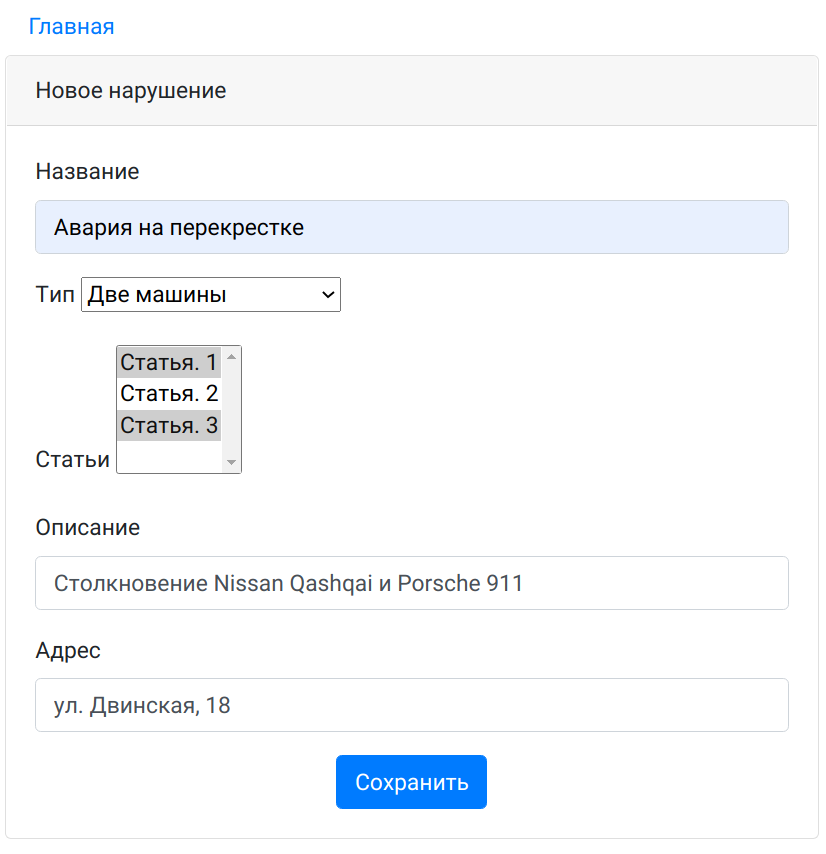 Главная
Новое нарушение
Название
Авария на перекрестке
Тип Две машины
Статья. 1
Статья. 2
Статья. 3
Статьи
Описание
Столкновение Nissan Qashqai и Porsche 911
Адрес
ул. Двинская, 18
Сохранить